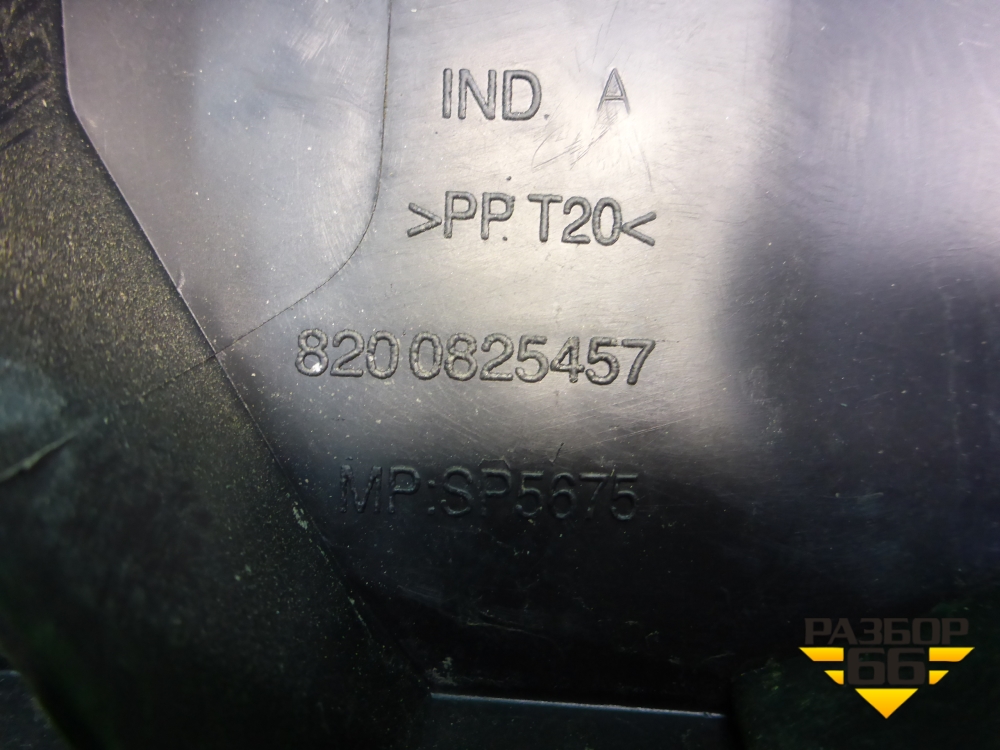 IND. A
>PP. T20<
8200825457
MP:SP5675
РАЗБОР
66